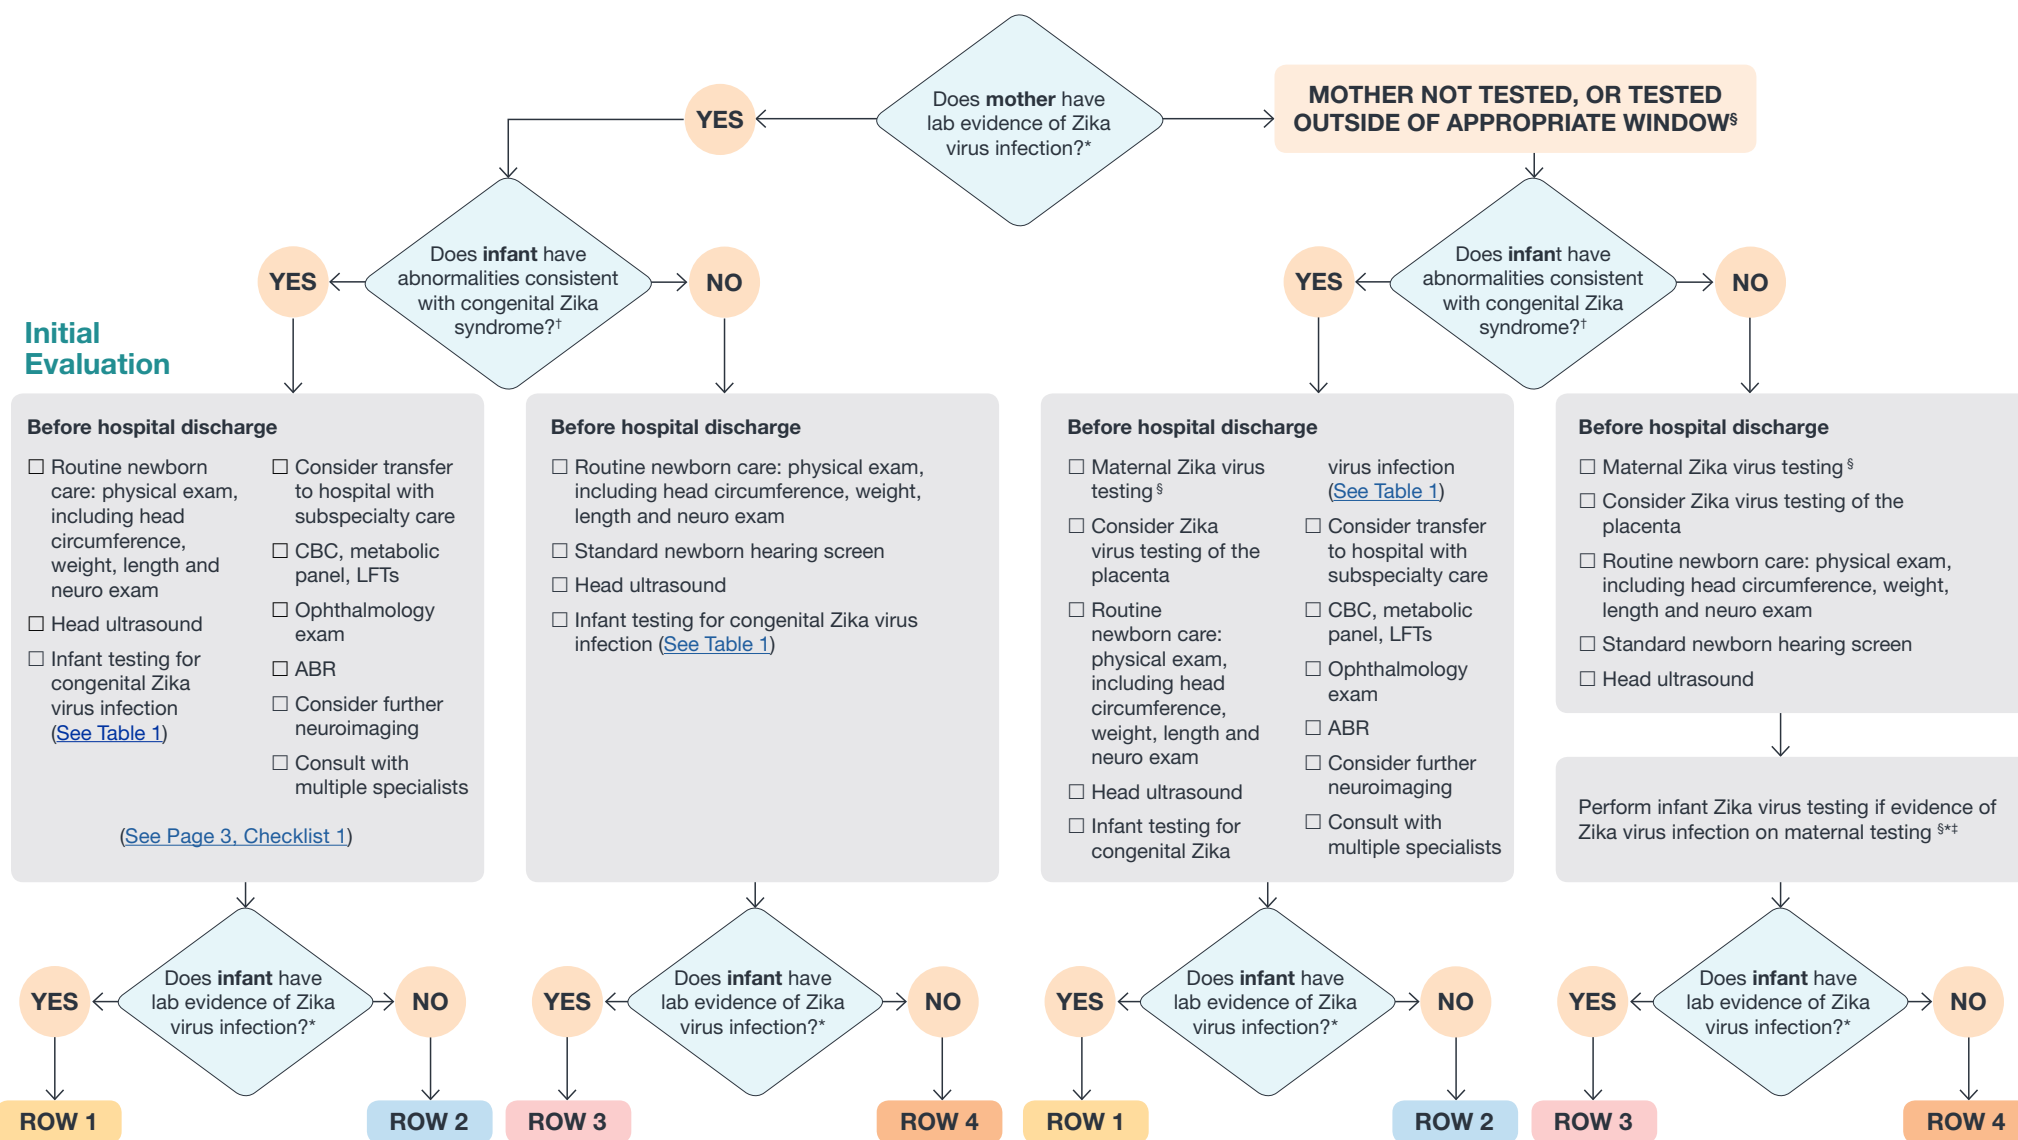 Does mother have
lab evidence of Zika
virus infection?*
YES
MOTHER NOT TESTED, OR TESTED
OUTSIDE OF APPROPRIATE WINDOW§
Does infant have
abnormalities consistent
with congenital Zika
syndrome?†
YES
NO
Does infant have
abnormalities consistent
with congenital Zika
syndrome?†
YES
NO
Initial
Evaluation
Before hospital discharge
☐ Routine newborn
care: physical exam,
including head
circumference,
weight, length and
neuro exam
☐ Head ultrasound
☐ Infant testing for
congenital Zika
virus infection
(See Table 1)
☐ Consider transfer
to hospital with
subspecialty care
☐ CBC, metabolic
panel, LFTs
☐ Ophthalmology
exam
☐ ABR
☐ Consider further
neuroimaging
☐ Consult with
multiple specialists
(See Page 3, Checklist 1)
Before hospital discharge
☐ Routine newborn care: physical exam,
including head circumference, weight,
length and neuro exam
☐ Standard newborn hearing screen
☐ Head ultrasound
☐ Infant testing for congenital Zika virus
infection (See Table 1)
Before hospital discharge
☐ Maternal Zika virus
testing §
☐ Consider Zika
virus testing of the
placenta
☐ Routine
newborn care:
physical exam,
including head
circumference,
weight, length and
neuro exam
☐ Head ultrasound
☐ Infant testing for
congenital Zika
virus infection
(See Table 1)
☐ Consider transfer
to hospital with
subspecialty care
☐ CBC, metabolic
panel, LFTs
☐ Ophthalmology
exam
☐ ABR
☐ Consider further
neuroimaging
☐ Consult with
multiple specialists
Before hospital discharge
☐ Maternal Zika virus testing §
☐ Consider Zika virus testing of the
placenta
☐ Routine newborn care: physical exam,
including head circumference, weight,
length and neuro exam
☐ Standard newborn hearing screen
☐ Head ultrasound
Perform infant Zika virus testing if evidence of
Zika virus infection on maternal testing §*‡
Does infant have
lab evidence of Zika
virus infection?*
YES
NO
ROW 1
ROW 2
Does infant have
lab evidence of Zika
virus infection?*
YES
NO
ROW 3
ROW 4
Does infant have
lab evidence of Zika
virus infection?*
YES
NO
ROW 1
ROW 2
Does infant have
lab evidence of Zika
virus infection?*
YES
NO
ROW 3
ROW 4